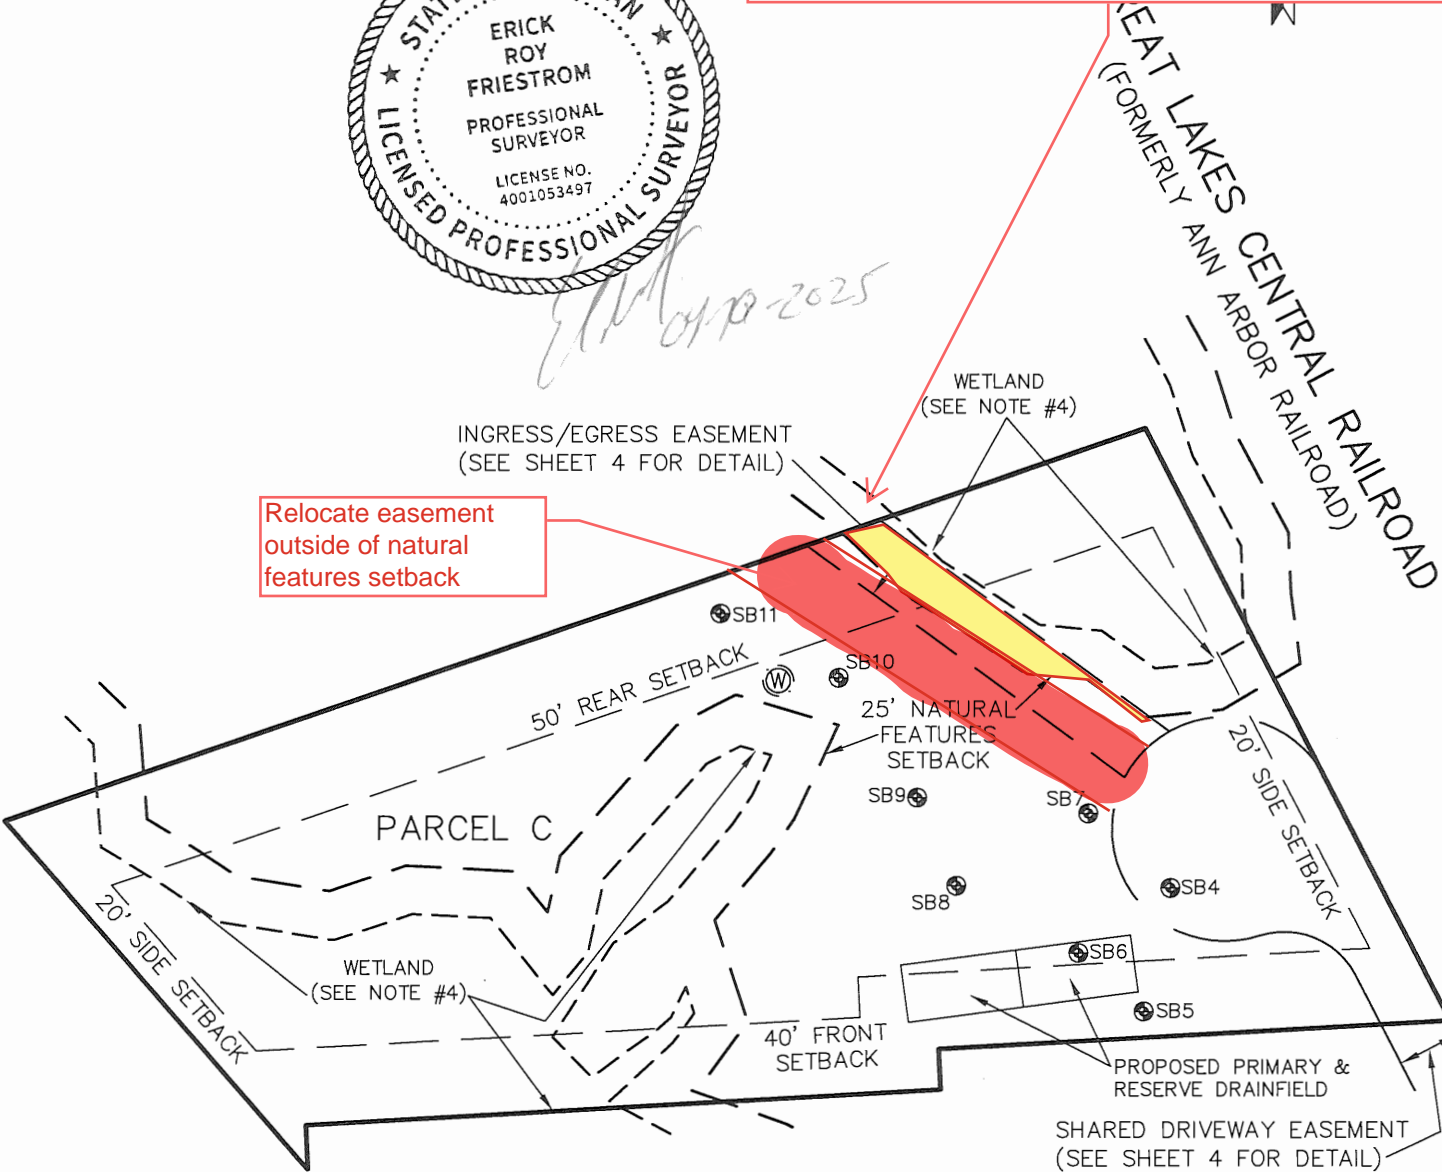 ERICK
ROY
FRIESTROM
PROFESSIONAL
SURVEYOR
LICENSE NO.
4001053497
LICENSED PROFESSIONAL SURVEYOR
-2025
LAKES CENTRAL RAILROAD
(FORMERLY ANN ARBOR RAILROAD)
WETLAND
(SEE NOTE #4)
INGRESS/EGRESS EASEMENT
(SEE SHEET 4 FOR DETAIL)
Relocate easement
outside of natural
features setback
SB11
SB10
50' REAR SETBACK
W
25' NATURAL
FEATURES
SETBACK
20' SIDE SETBACK
SB9
SB7
PARCEL C
SB8
SB4
20' SIDE SETBACK
SB6
WETLAND
(SEE NOTE #4)
SB5
40' FRONT
SETBACK
PROPOSED PRIMARY &
RESERVE DRAINFIELD
SHARED DRIVEWAY EASEMENT
(SEE SHEET 4 FOR DETAIL)